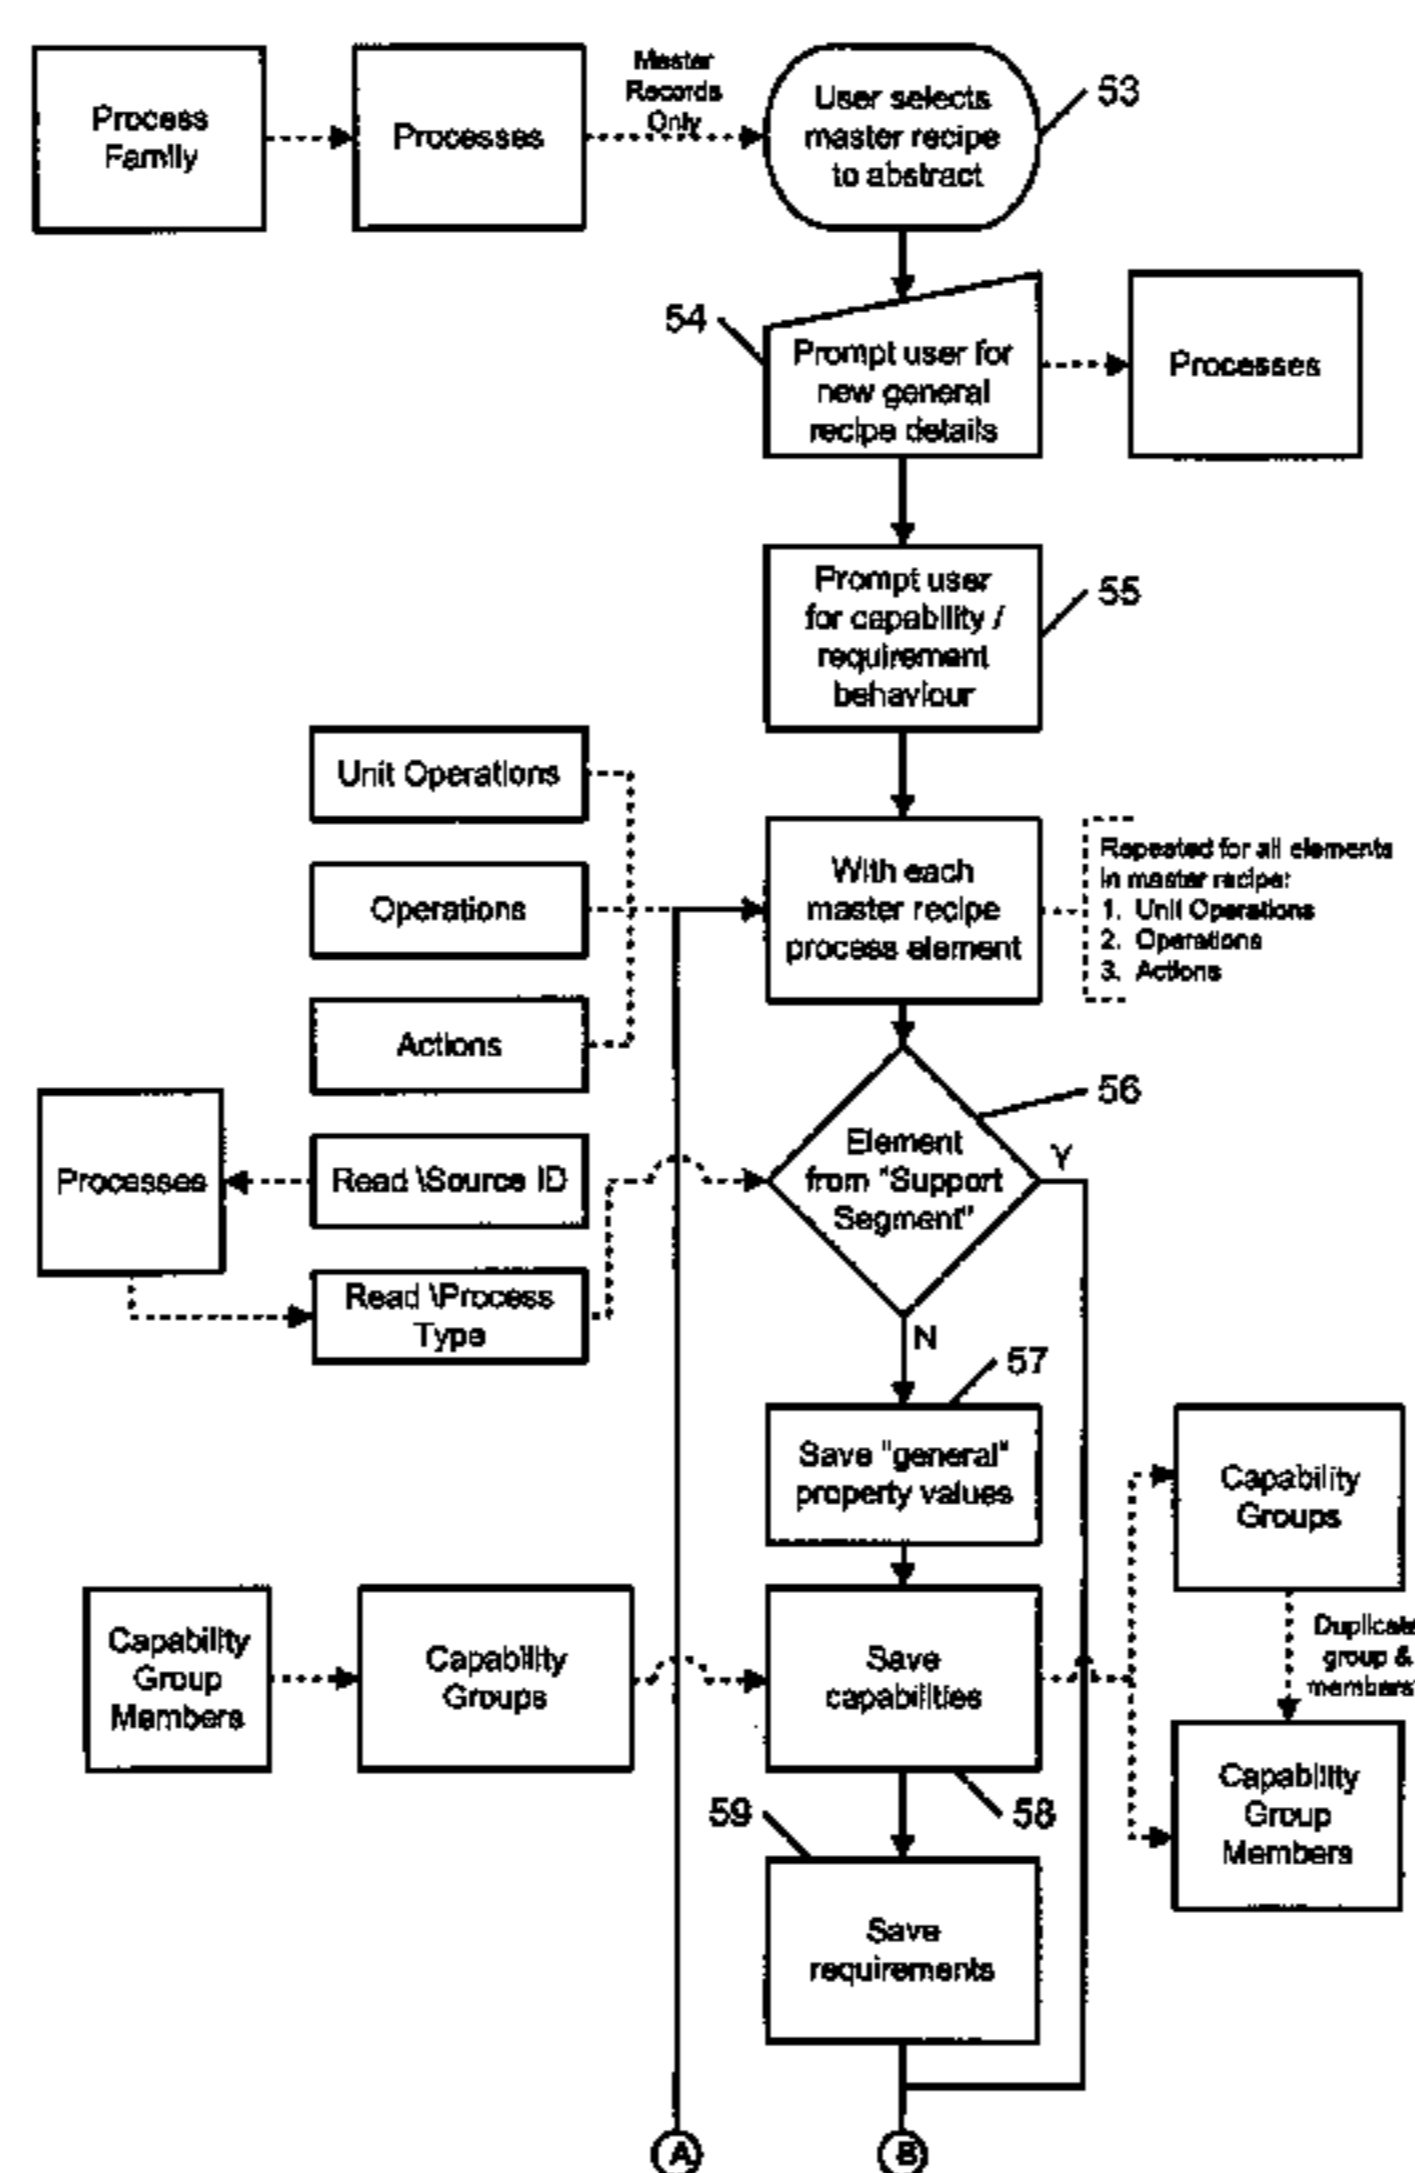 Process
Family
Processes
Master
Records
Only
User selects
master recipe
to abstract
53
54
Prompt user for
new general
recipe details
Processes
Prompt user
for capability /
requirement
behaviour
55
Unit Operations
Operations
Actions
With each
master recipe
process element
Repeated for all elements
in master recipe:
1. Unit Operations
2. Operations
3. Actions
56
Element
from "Support
Segment"
Y
N
Processes
Read \Source ID
Read \Process
Type
57
Save "general"
property values
Capability
Groups
Capability
Group
Members
Capability
Groups
Save
capabilities
Duplicate
group &
members
58
Capability
Group
Members
59
Save
requirements
A
B